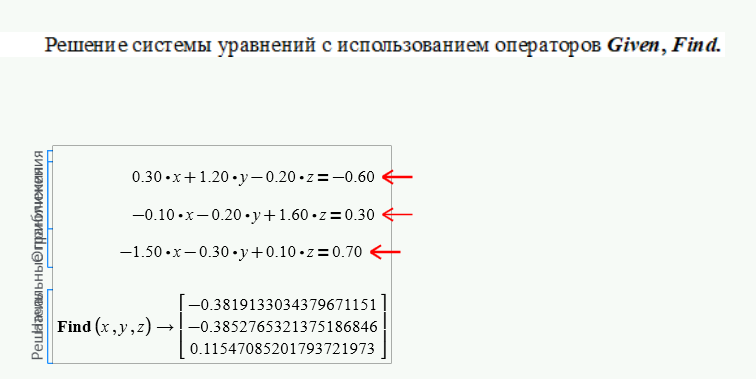 Решение системы уравнений с использованием операторов Given, Find.
0.30·x+1.20·y−0.20·z=−0.60
−0.10·x−0.20·y+1.60·z=0.30
−1.50·x−0.30·y+0.10·z=0.70
Find(x,y,z)→
−0.3819133034379671151
−0.3852765321375186846
0.11547085201793721973